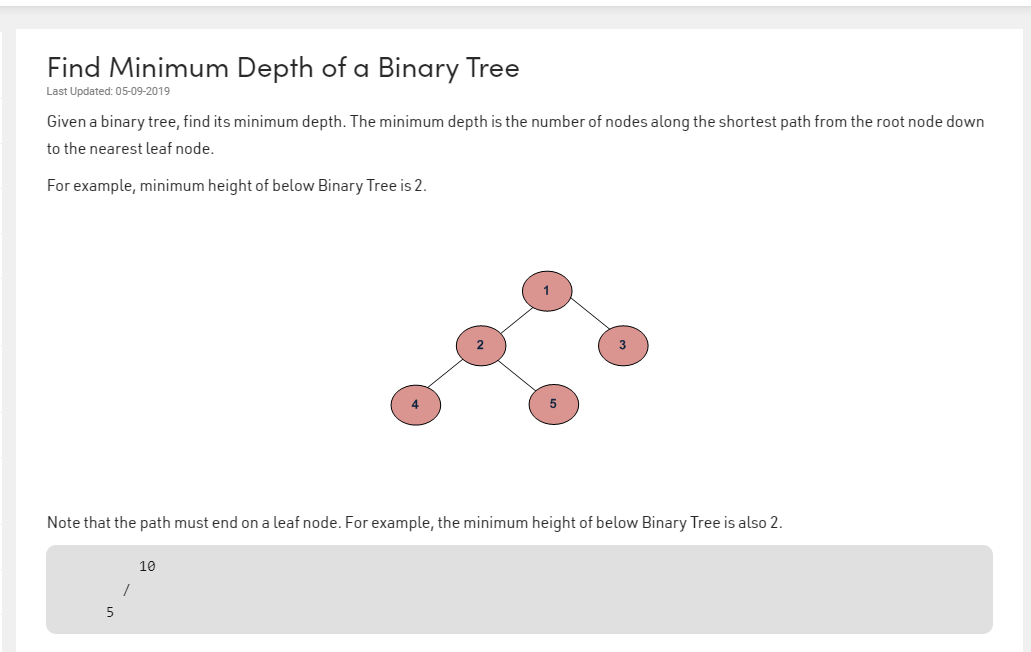 Find Minimum Depth of a Binary Tree
Last Updated: 05-09-2019
Given a binary tree, find its minimum depth. The minimum depth is the number of nodes along the shortest path from the root node down
to the nearest leaf node.
For example, minimum height of below Binary Tree is 2.
1
2
3
4
5
Note that the path must end on a leaf node. For example, the minimum height of below Binary Tree is also 2.
10
/
5